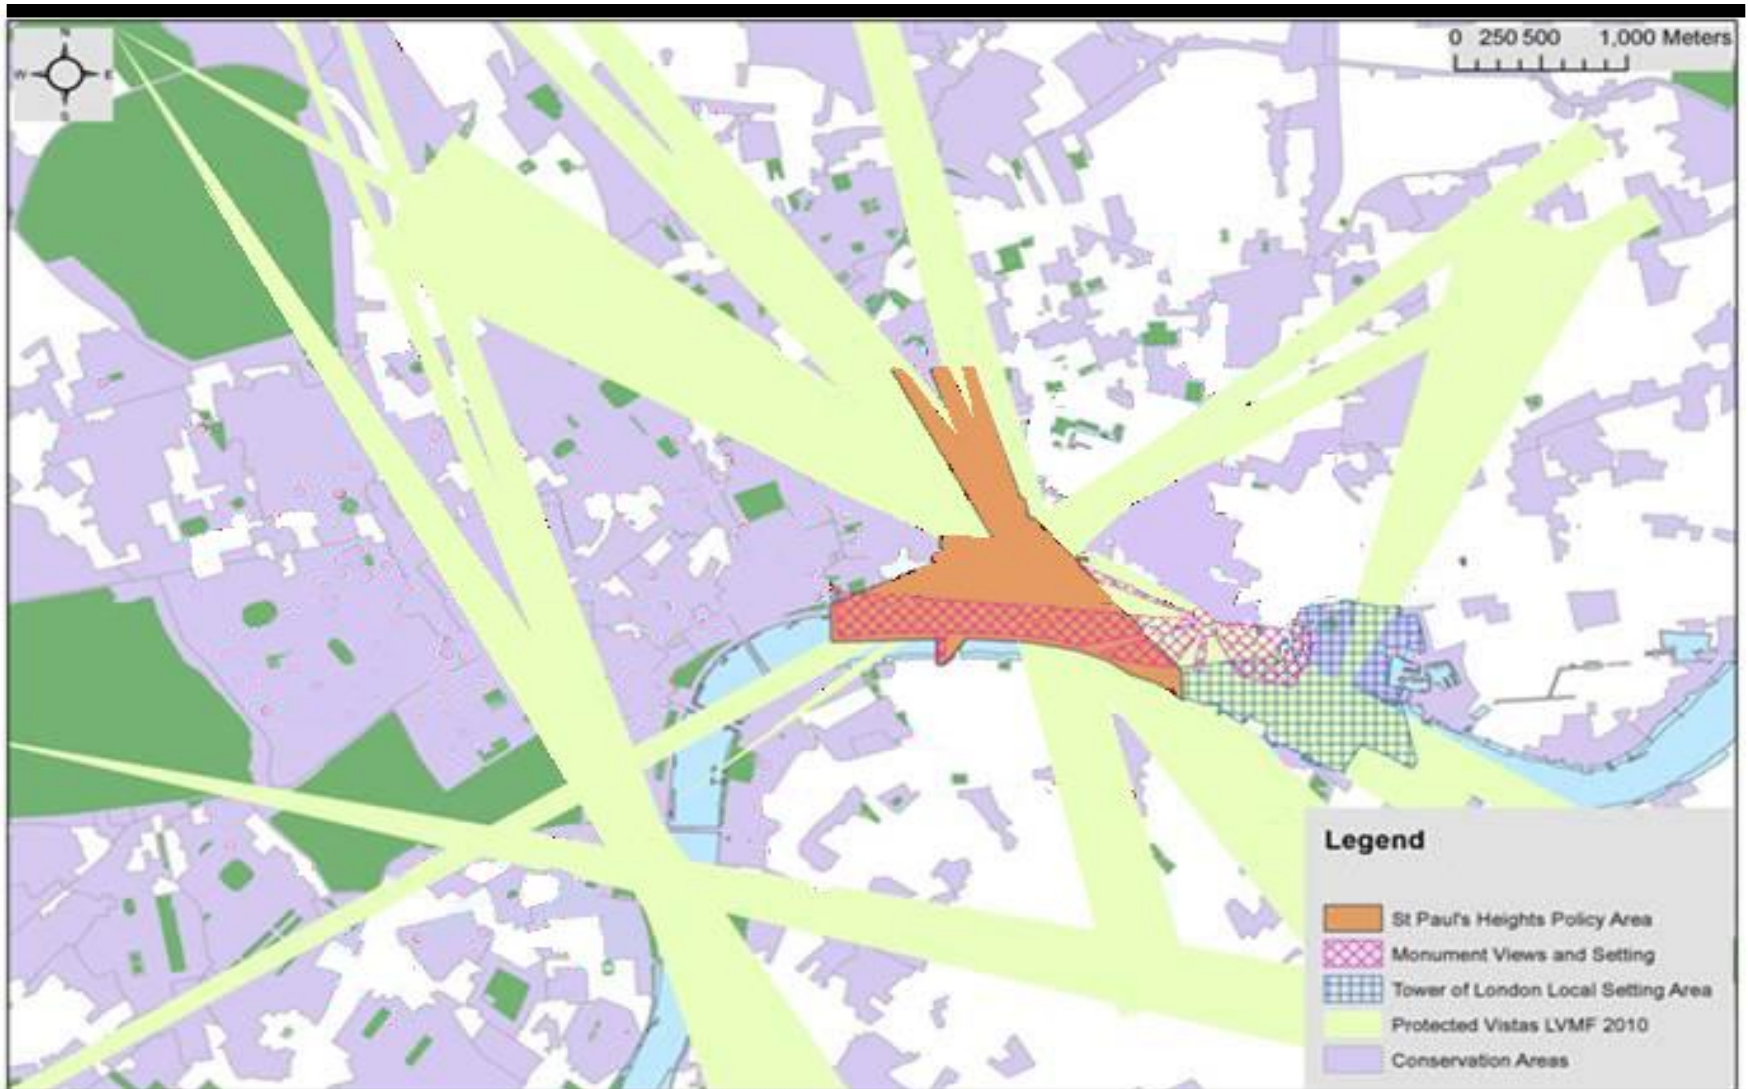 N
W E
S
0 250 500 1,000 Meters
Legend
St Paul's Heights Policy Area
Monument Views and Setting
Tower of London Local Setting Area
Protected Vistas LVMF 2010
Conservation Areas